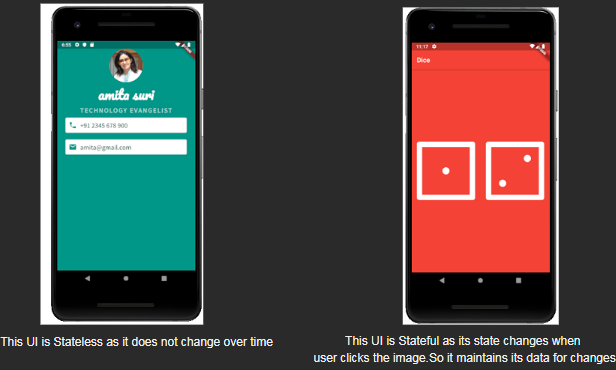 6:55
amita suri
TECHNOLOGY EVANGELIST
+91 2345 678 900
amita@gmail.com
This UI is Stateless as it does not change over time
11:17
Dice
This UI is Stateful as its state changes when
user clicks the image.So it maintains its data for changes